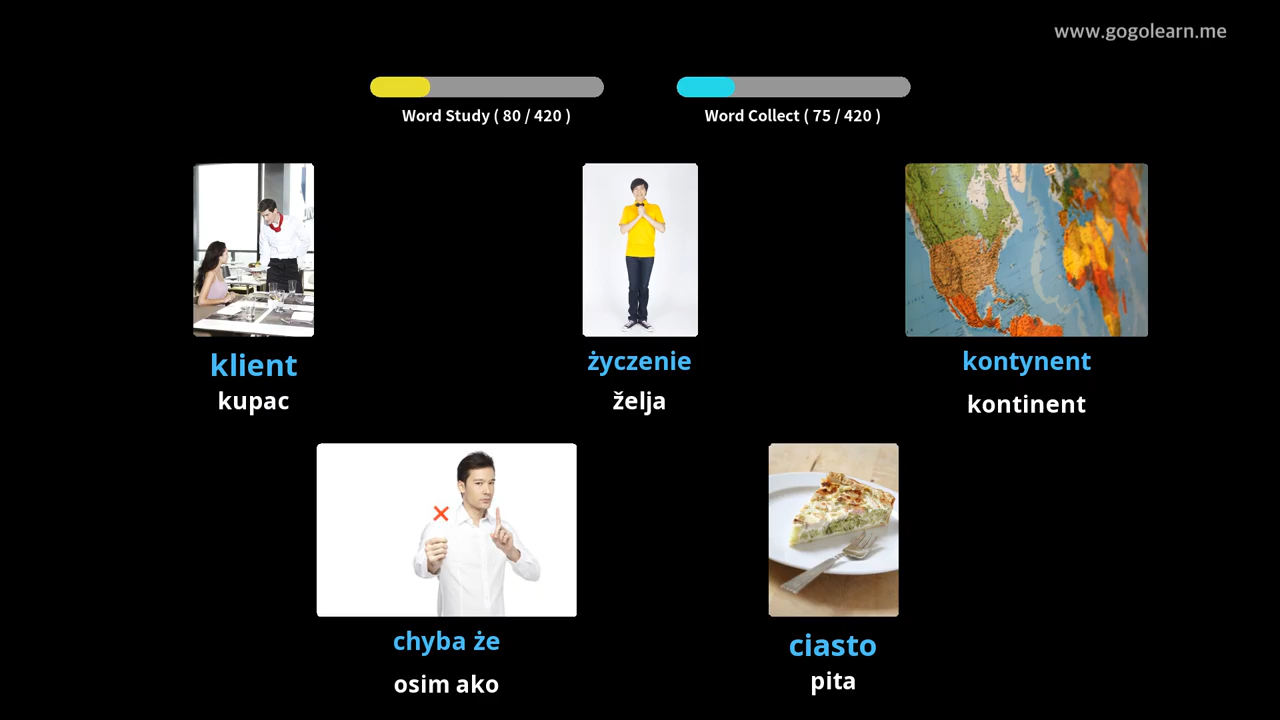 www.gogolearn.me
Word Study ( 80 / 420 )
Word Collect ( 75 / 420 )
klient
kupac
życzenie
želja
kontynent
kontinent
chyba że
osim ako
ciasto
pita